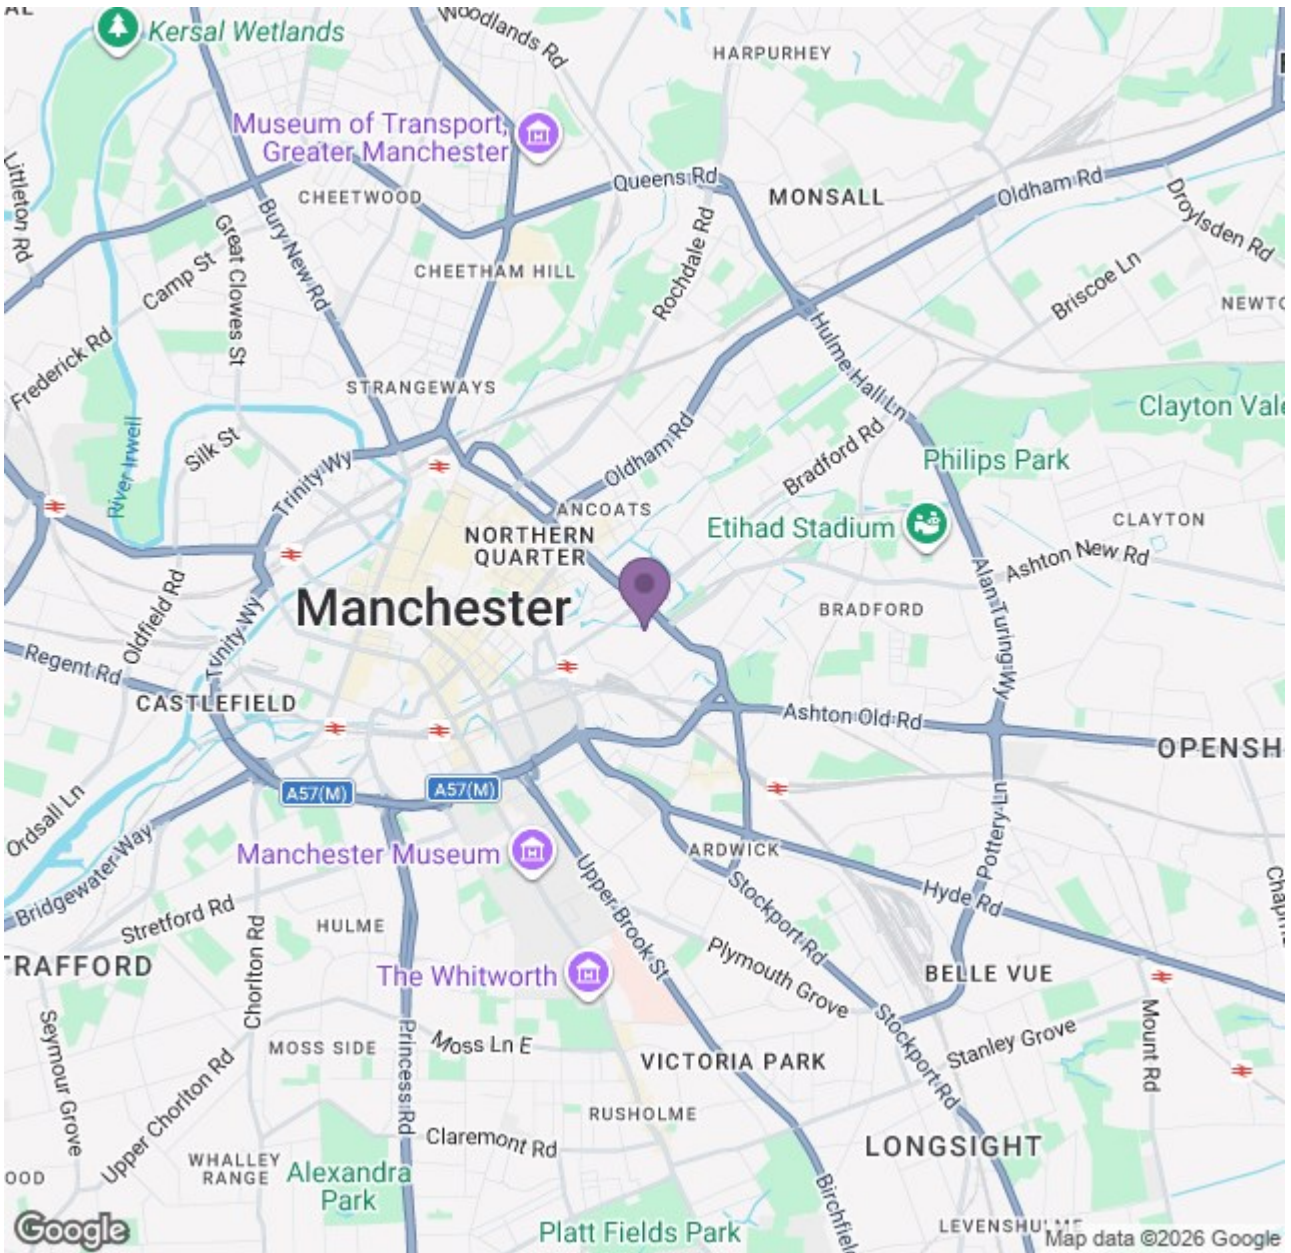 AL
Kersal Wetlands
Woodlands Rd
HARPURHEY
Museum of Transport,
Greater Manchester
Queens Rd
MONSALL
Oldham Rd
Littleton Rd
CHEETWOOD
Great Clowes St
Bury New Rd
Rochdale Rd
Droylsden Rd
Camp St
CHEETHAM HILL
Briscoe Ln
NEWTO
Frederick Rd
STRANGEWAYS
Hulme Hall Ln
Clayton Vale
River Irwell
Silk St
Trinity Wy
Oldham Rd
Bradford Rd
Philips Park
ANCOATS
NORTHERN
QUARTER
Etihad Stadium
CLAYTON
Ashton New Rd
Alan Turing Wy
Oldfield Rd
Trinity Wy
Manchester
BRADFORD
Regent Rd
CASTLEFIELD
Ashton Old Rd
OPENSH
A57(M)
A57(M)
Ordsall Ln
Bridgewater Way
Manchester Museum
ARDWICK
Pottery Ln
Hyde Rd
Stretford Rd
HULME
Chorlton Rd
Upper Brook St
Stockport Rd
Plymouth Grove
TRAFFORD
The Whitworth
BELLE VUE
Seymour Grove
MOSS SIDE
Princess Rd
Moss Ln E
VICTORIA PARK
Stockport Rd
Stanley Grove
Mount Rd
Upper Chorlton Rd
RUSHOLME
Claremont Rd
LONGSIGHT
OOD
WHALLEY
RANGE
Alexandra
Park
Birchfie
Google
Platt Fields Park
LEVENSHULME
Map data ©2026 Google